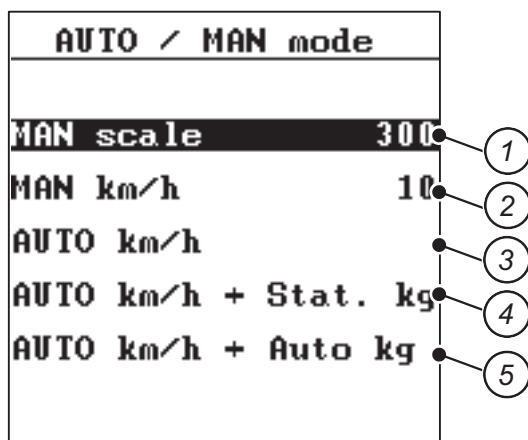 AUTO / MAN mode
MAN scale 300
1
MAN km/h 10
2
AUTO km/h
3
AUTO km/h + Stat. kg
4
AUTO km/h + Auto kg
5